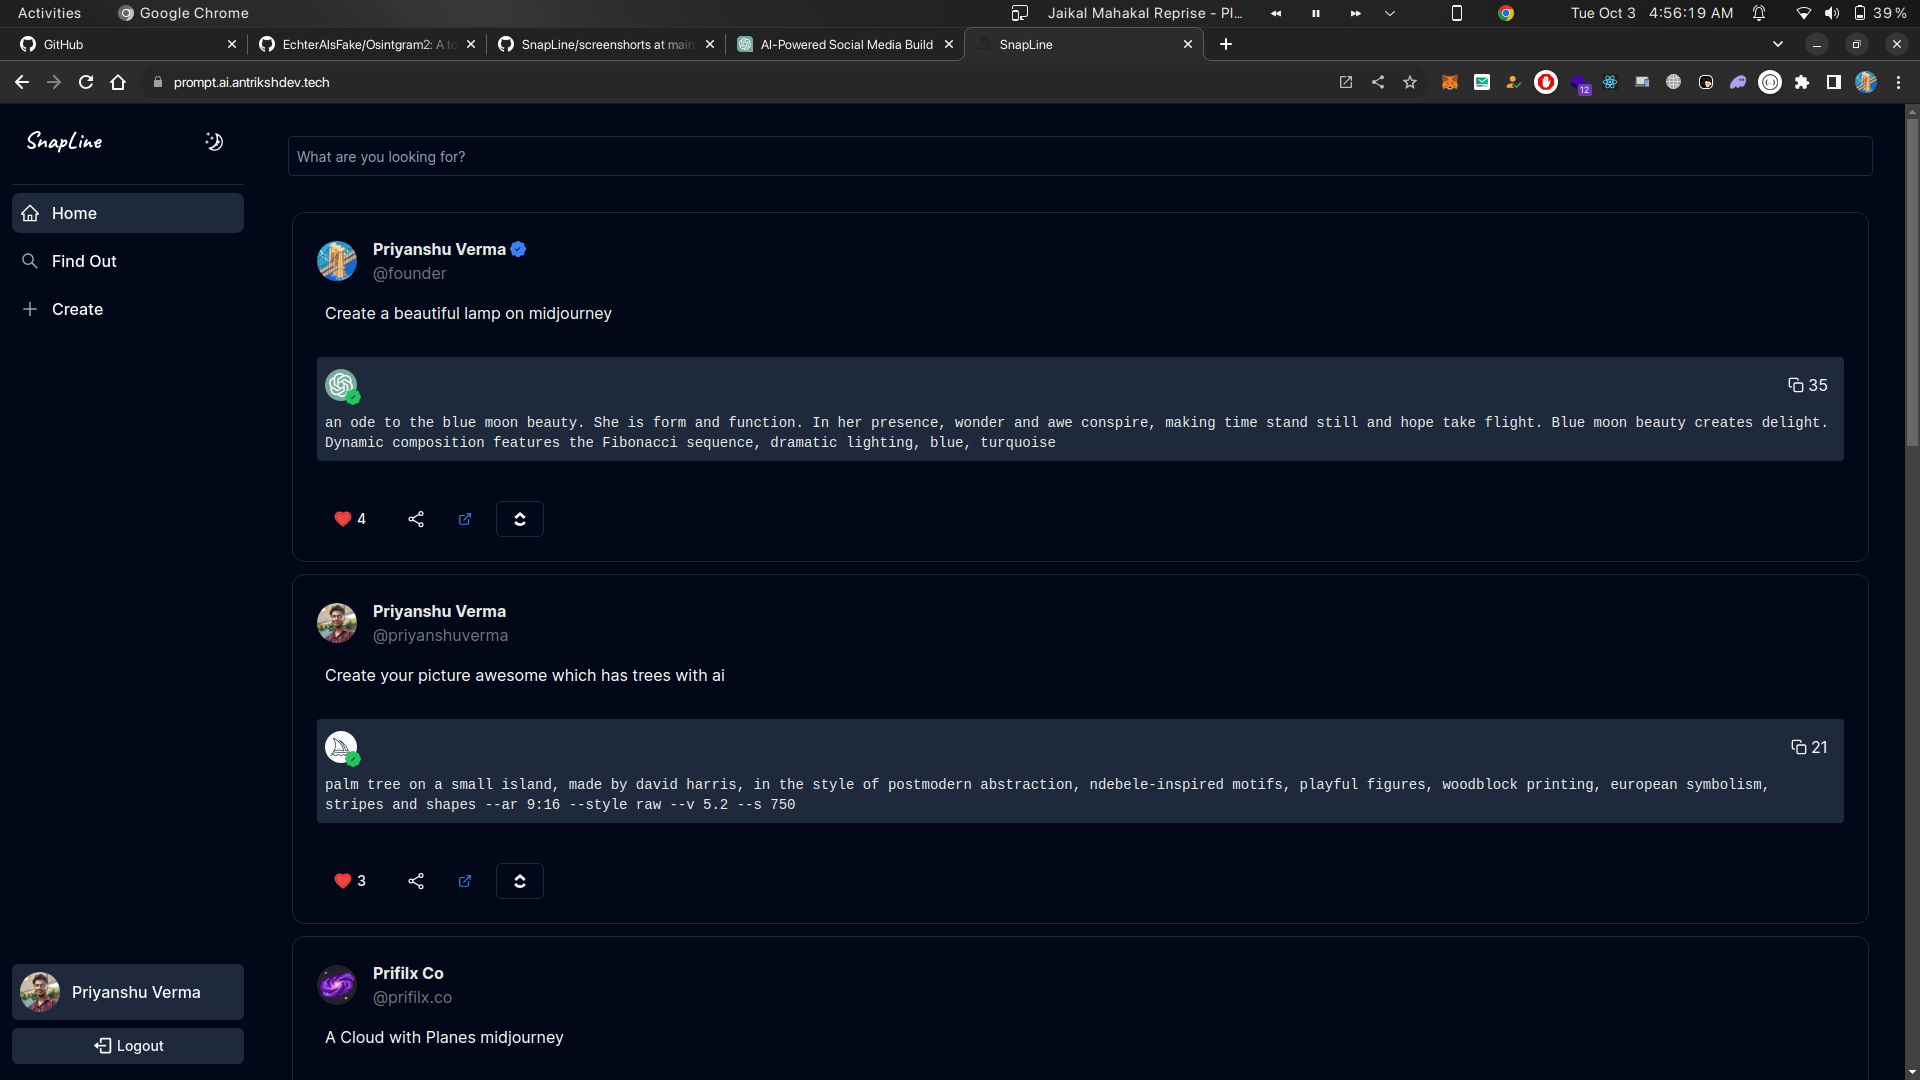 Activities
Google Chrome
Jaikal Mahakal Reprise - Pl...
Tue Oct 3 4:56:19 AM
39 %
GitHub
EchterAlsFake/Osintgram2: A to
SnapLine/screenshorts at main
AI-Powered Social Media Build
SnapLine
prompt.ai.antrikshdev.tech
12
SnapLine
Home
Find Out
Create
What are you looking for?
Priyanshu Verma
@founder
Create a beautiful lamp on midjourney
35
an ode to the blue moon beauty. She is form and function. In her presence, wonder and awe conspire, making time stand still and hope take flight. Blue moon beauty creates delight.
Dynamic composition features the Fibonacci sequence, dramatic lighting, blue, turquoise
4
Priyanshu Verma
@priyanshuverma
Create your picture awesome which has trees with ai
21
palm tree on a small island, made by david harris, in the style of postmodern abstraction, ndebele-inspired motifs, playful figures, woodblock printing, european symbolism,
stripes and shapes --ar 9:16 --style raw --v 5.2 --s 750
3
Prifilx Co
@prifilx.co
A Cloud with Planes midjourney
Priyanshu Verma
Logout